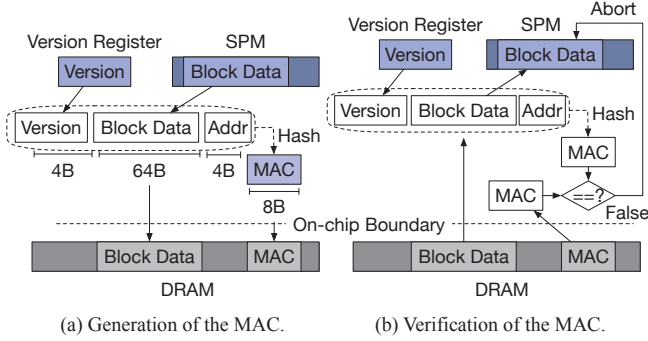 Version Register
SPM
Version
Block Data
Version
Block Data
Addr
Hash
4B
64B
4B
MAC
8B
Block Data
MAC
DRAM
(a) Generation of the MAC.
Abort
Version Register
SPM
Version
Block Data
Version
Block Data
Addr
Hash
MAC
MAC
==?
False
On-chip Boundary
Block Data
MAC
DRAM
(b) Verification of the MAC.